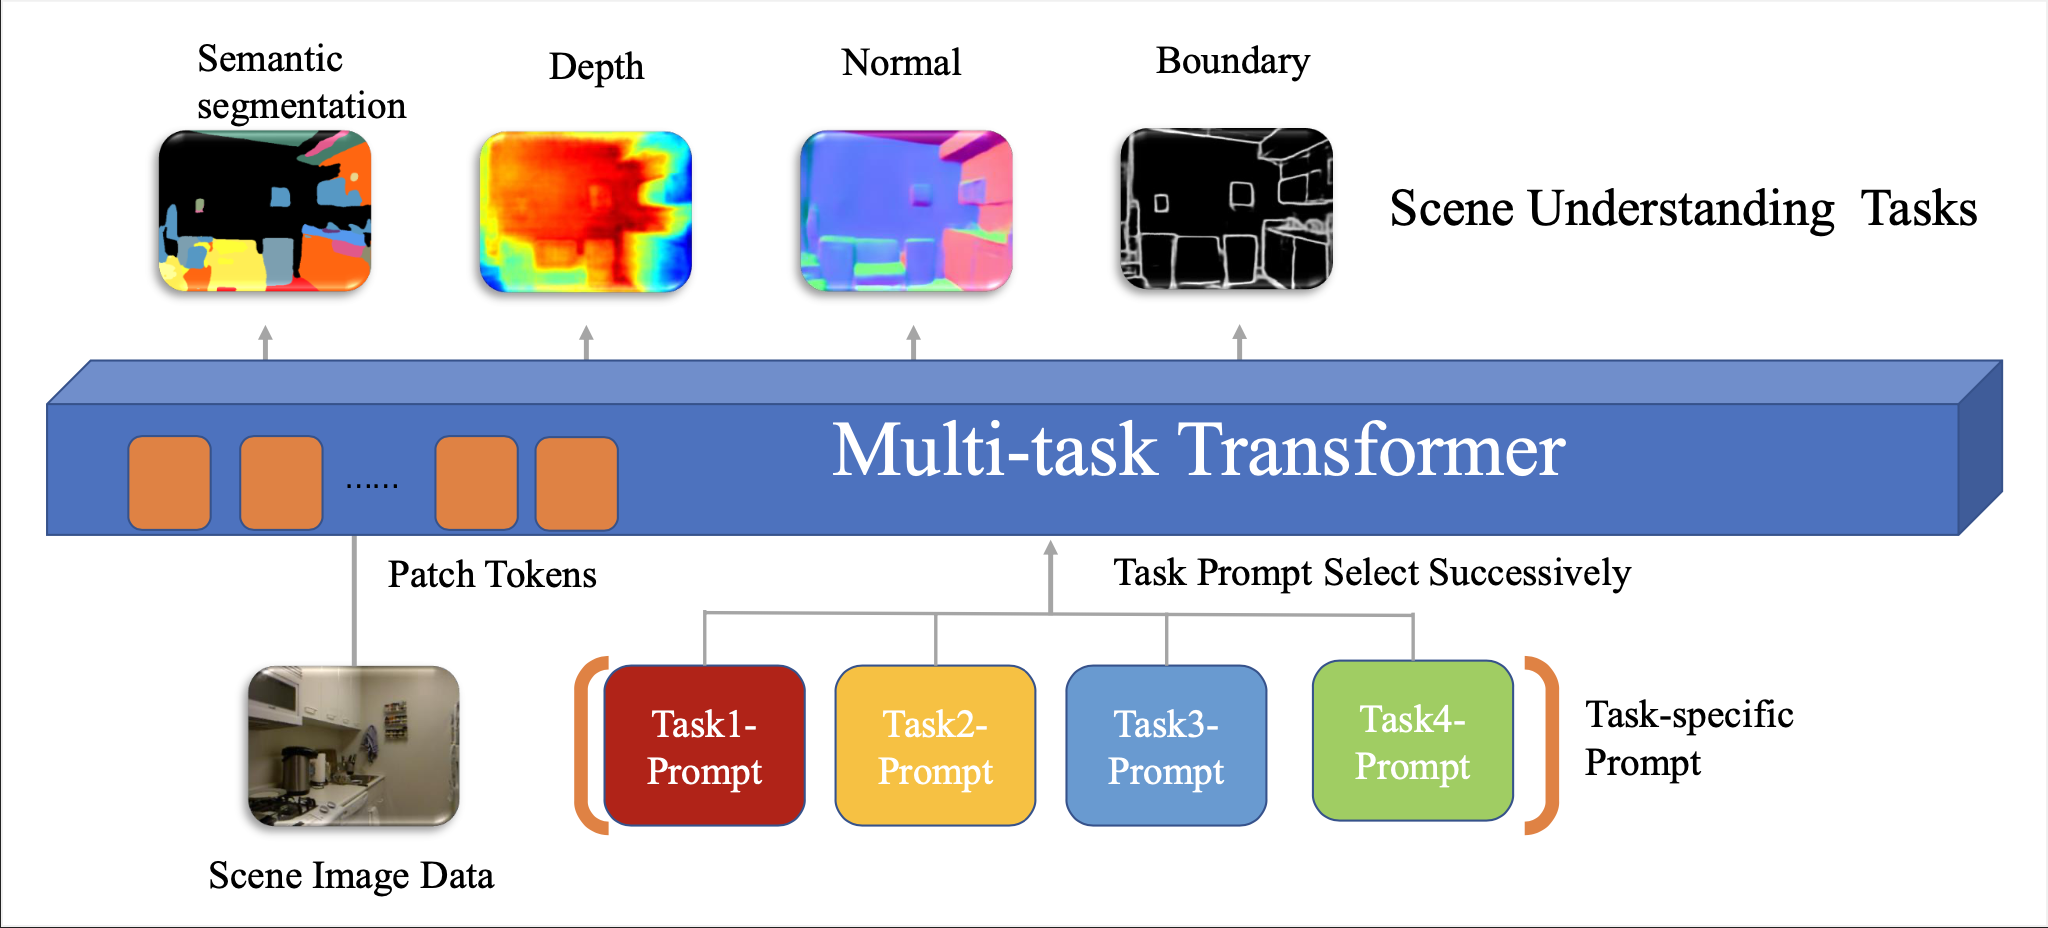 Semantic
segmentation
Depth
Normal
Boundary
Scene Understanding Tasks
Multi-task Transformer
......
Patch Tokens
Task Prompt Select Successively
Task1-
Prompt
Task2-
Prompt
Task3-
Prompt
Task4-
Prompt
Task-specific
Prompt
Scene Image Data